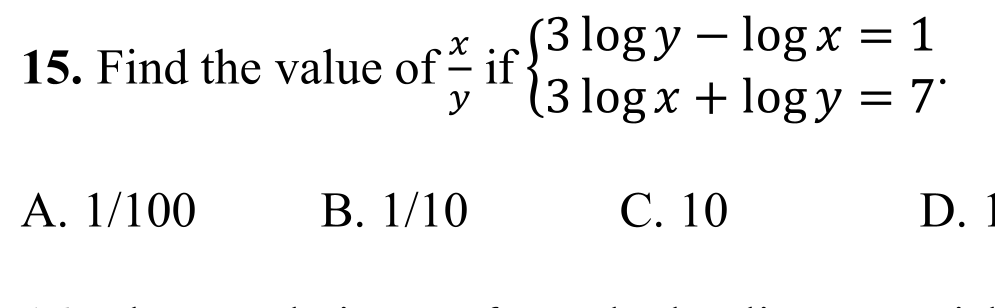 15. Find the value of x/y if {3 log y − log x = 1
3 log x + log y = 7.
A. 1/100 B. 1/10 C. 10 D.